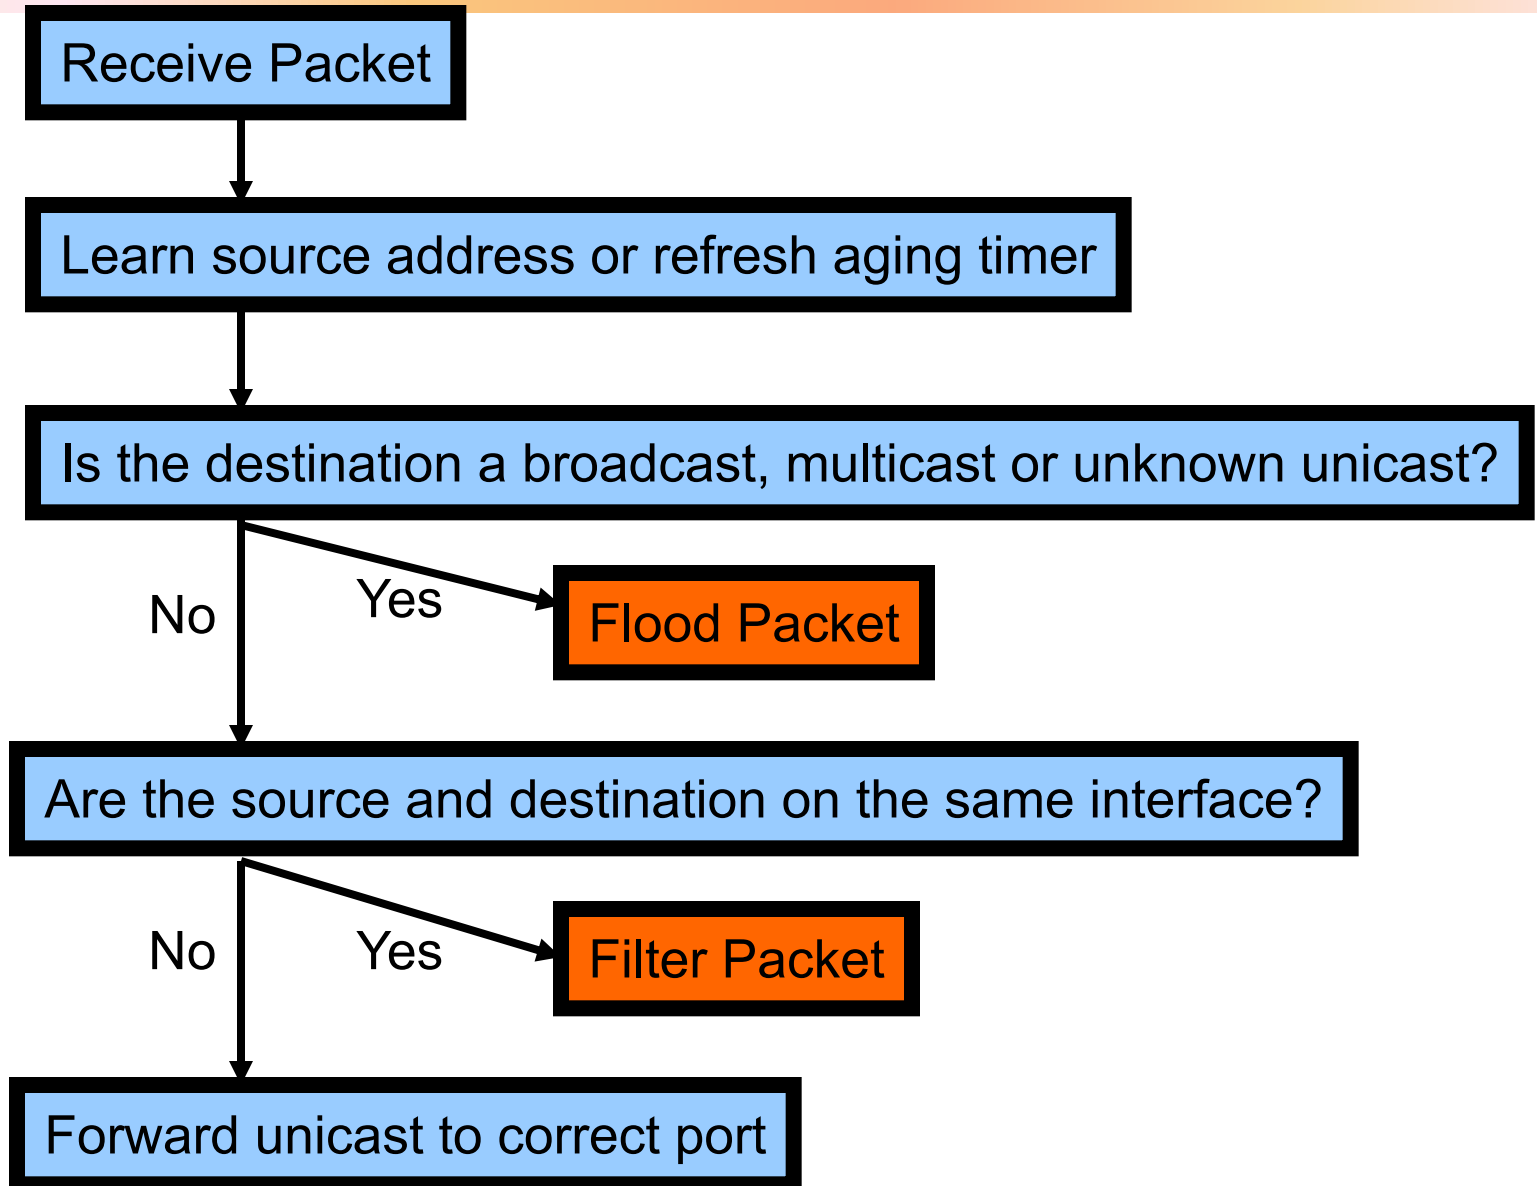 Receive Packet
Learn source address or refresh aging timer
Is the destination a broadcast, multicast or unknown unicast?
No
Yes
Flood Packet
Are the source and destination on the same interface?
No
Yes
Filter Packet
Forward unicast to correct port